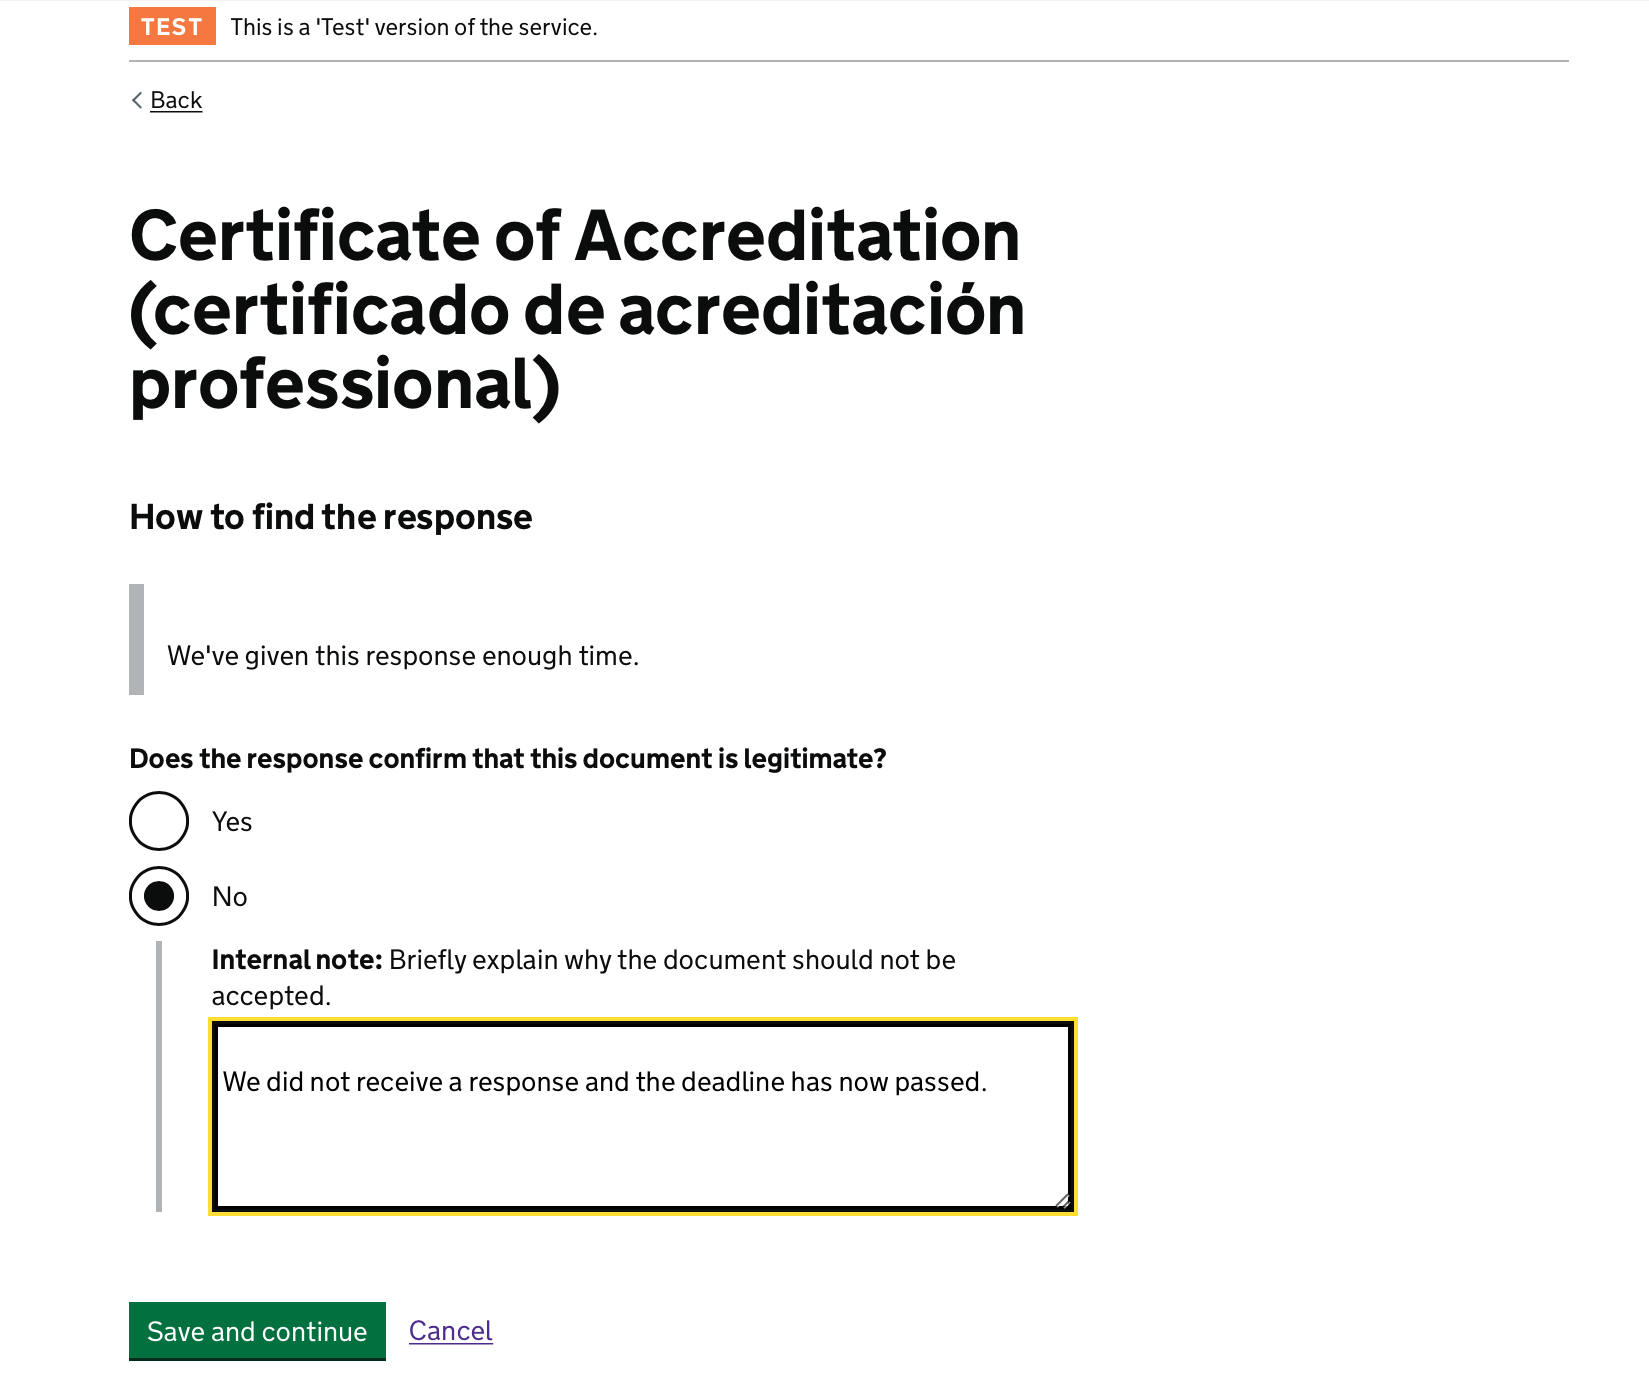 TEST This is a 'Test' version of the service.
Back
Certificate of Accreditation
(certificado de acreditación
professional)
How to find the response
We've given this response enough time.
Does the response confirm that this document is legitimate?
Yes
No
Internal note: Briefly explain why the document should not be
accepted.
We did not receive a response and the deadline has now passed.
Save and continue Cancel